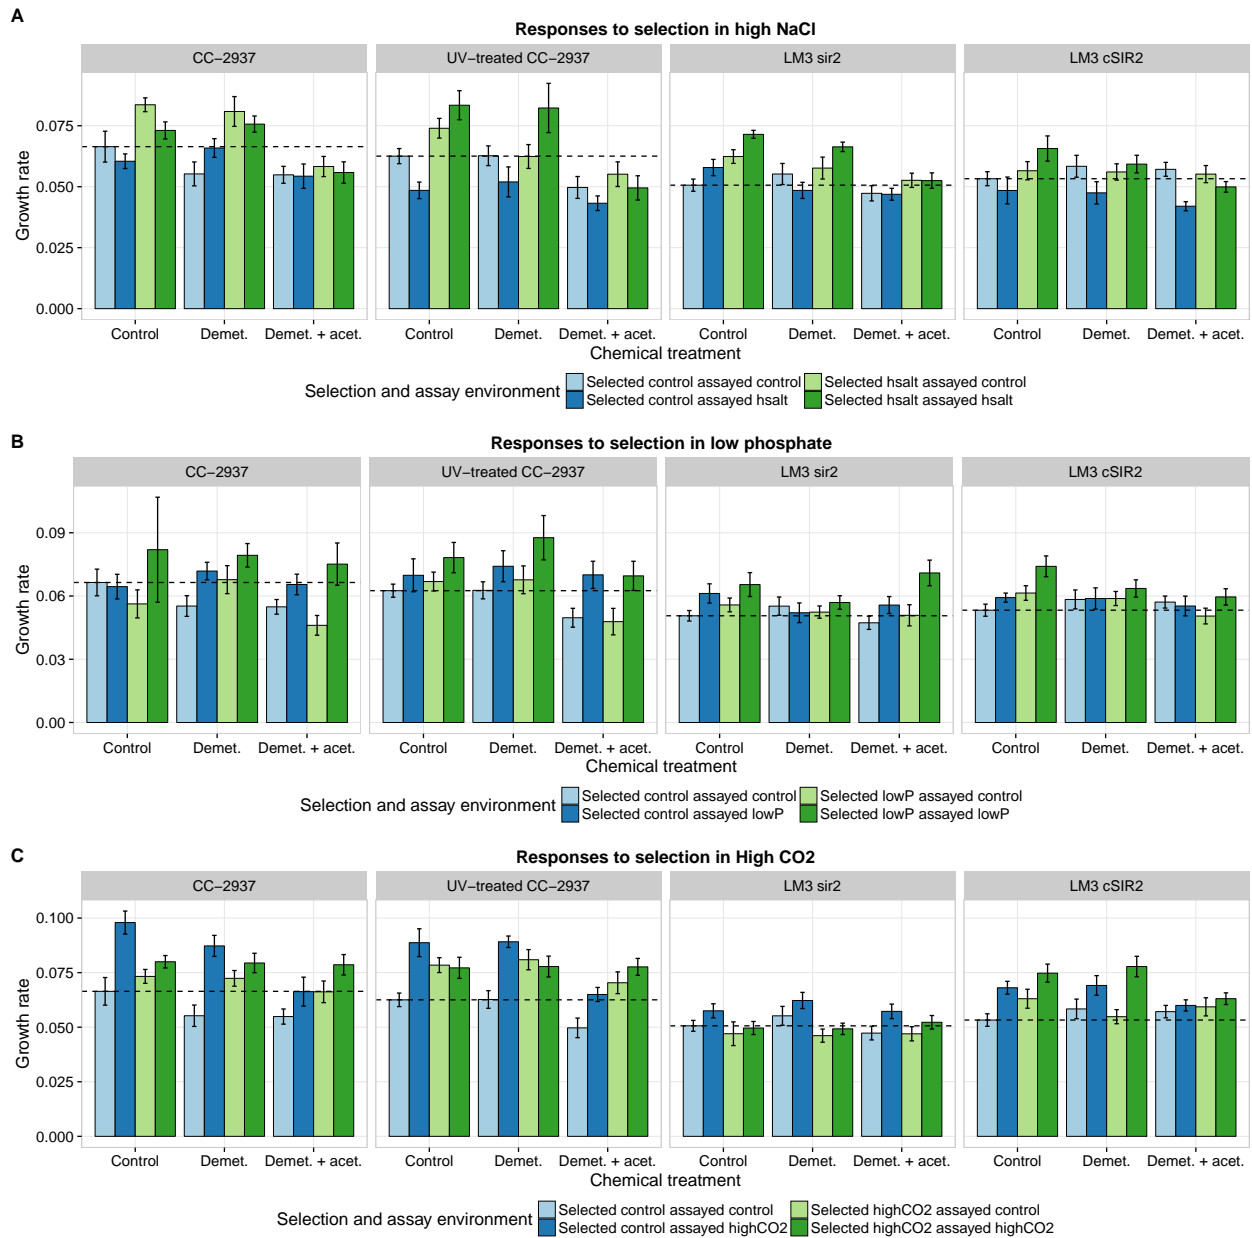 A
Responses to selection in high NaCl
CC−2937 UV−treated CC−2937 LM3 sir2 LM3 cSIR2
0.075
0.050
0.025
0.000
Growth rate
Control Demet. Demet. + acet. Control Demet. Demet. + acet. Control Demet. Demet. + acet. Control Demet. Demet. + acet.
Chemical treatment
Selection and assay environment
Selected control assayed control Selected hsalt assayed control
Selected control assayed hsalt Selected hsalt assayed hsalt
B
Responses to selection in low phosphate
CC−2937 UV−treated CC−2937 LM3 sir2 LM3 cSIR2
0.09
0.06
0.03
0.00
Growth rate
Control Demet. Demet. + acet. Control Demet. Demet. + acet. Control Demet. Demet. + acet. Control Demet. Demet. + acet.
Chemical treatment
Selection and assay environment
Selected control assayed control Selected lowP assayed control
Selected control assayed lowP Selected lowP assayed lowP
C
Responses to selection in High CO2
CC−2937 UV−treated CC−2937 LM3 sir2 LM3 cSIR2
0.100
0.075
0.050
0.025
0.000
Growth rate
Control Demet. Demet. + acet. Control Demet. Demet. + acet. Control Demet. Demet. + acet. Control Demet. Demet. + acet.
Chemical treatment
Selection and assay environment
Selected control assayed control Selected highCO2 assayed control
Selected control assayed highCO2 Selected highCO2 assayed highCO2